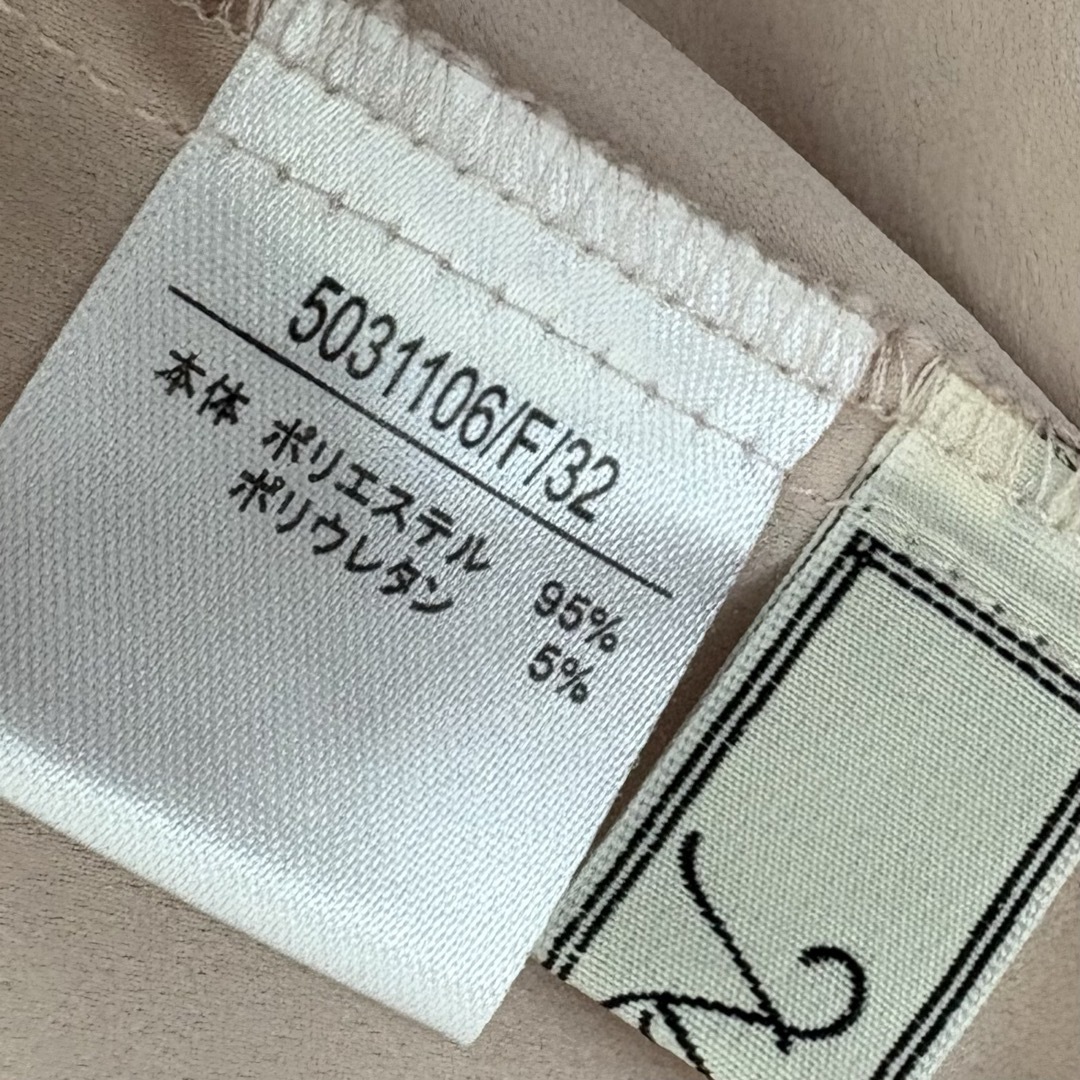 5031106/F/32
本体 ポリエステル 95%
ポリウレタン 5%